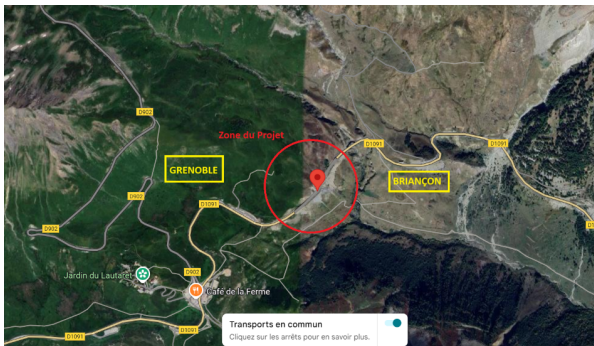 D902
D902
Zone du Projet
D1091
D1091
GRENOBLE
BRIANÇON
D902
D1091
D902
Jardin du Lautaret
D902
Café de la Ferme
D1091
D1091
Transports en commun
Cliquez sur les arrêts pour en savoir plus.